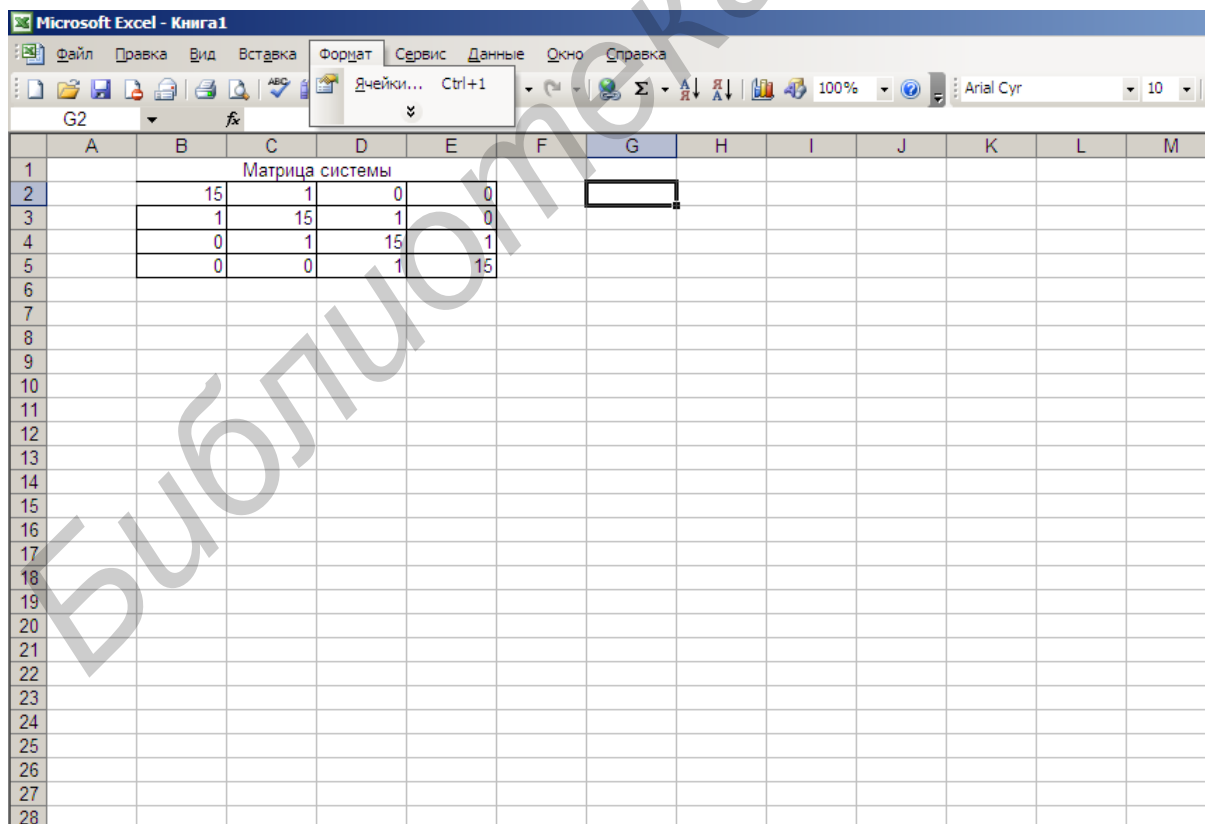 Microsoft Excel - Книга1
Файл Правка Вид Вставка Формат Сервис Данные Окно Справка
ABC Ячейки... Ctrl+1 Σ А Я Я А 100% ? Arial Cyr 10
G2 fx
A B C D E F G H I J K L M
1 Матрица системы
2 15 1 0 0
3 1 15 1 0
4 0 1 15 1
5 0 0 1 15
6
7
8
9
10
11
12
13
14
15
16
17
18
19
20
21
22
23
24
25
26
27
28
Библиотека